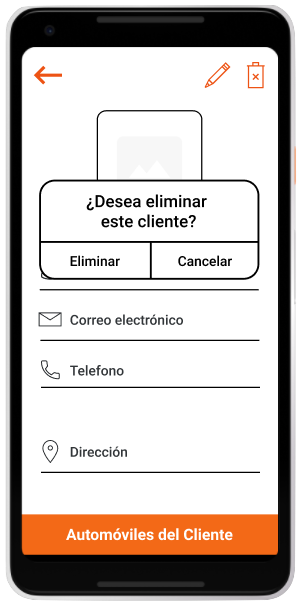 ¿Desea eliminar
este cliente?
Eliminar
Cancelar
Correo electrónico
Telefono
Dirección
Automóviles del Cliente